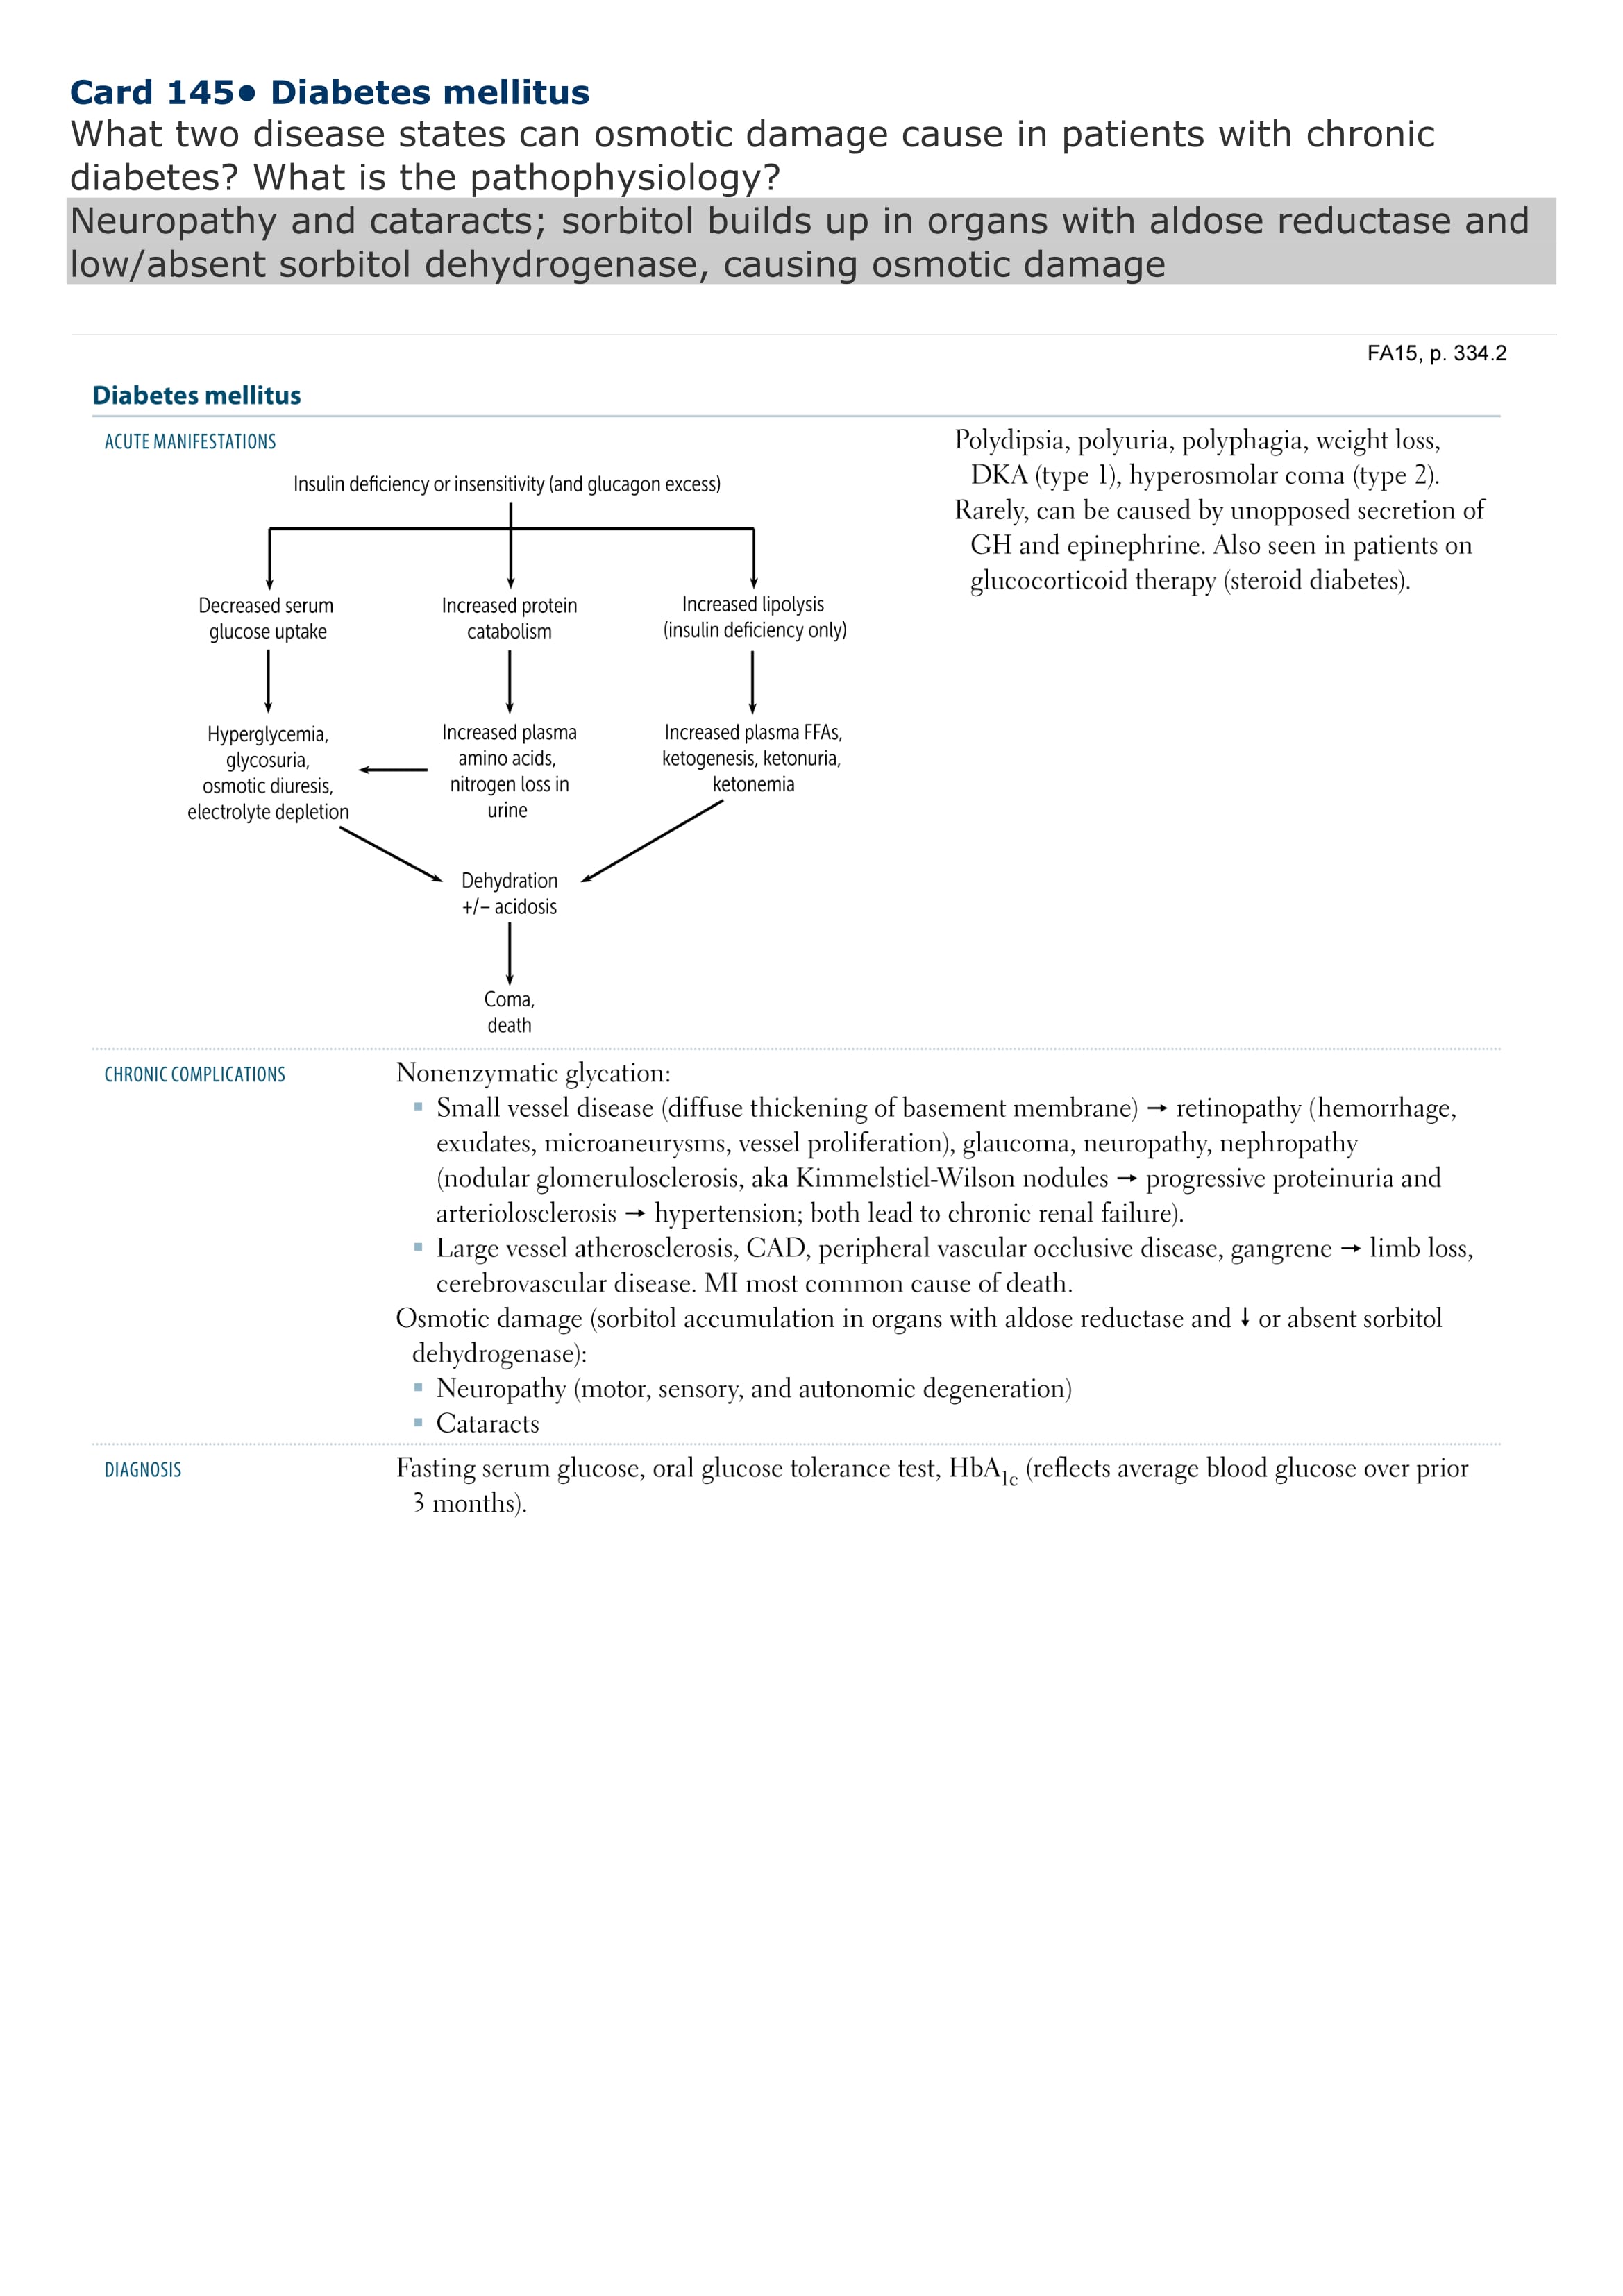 Card 145● Diabetes mellitus
What two disease states can osmotic damage cause in patients with chronic
diabetes? What is the pathophysiology?
Neuropathy and cataracts; sorbitol builds up in organs with aldose reductase and
low/absent sorbitol dehydrogenase, causing osmotic damage
FA15, p. 334.2
Diabetes mellitus
ACUTE MANIFESTATIONS
Insulin deficiency or insensitivity (and glucagon excess)
Decreased serum
glucose uptake
Increased protein
catabolism
Increased lipolysis
(insulin deficiency only)
Hyperglycemia,
glycosuria,
osmotic diuresis,
electrolyte depletion
Increased plasma
amino acids,
nitrogen loss in
urine
Increased plasma FFAs,
ketogenesis, ketonuria,
ketonemia
Dehydration
+/– acidosis
Coma,
death
Polydipsia, polyuria, polyphagia, weight loss,
DKA (type 1), hyperosmolar coma (type 2).
Rarely, can be caused by unopposed secretion of
GH and epinephrine. Also seen in patients on
glucocorticoid therapy (steroid diabetes).
CHRONIC COMPLICATIONS
Nonenzymatic glycation:
▪ Small vessel disease (diffuse thickening of basement membrane) → retinopathy (hemorrhage,
exudates, microaneurysms, vessel proliferation), glaucoma, neuropathy, nephropathy
(nodular glomerulosclerosis, aka Kimmelstiel-Wilson nodules → progressive proteinuria and
arteriolosclerosis → hypertension; both lead to chronic renal failure).
▪ Large vessel atherosclerosis, CAD, peripheral vascular occlusive disease, gangrene → limb loss,
cerebrovascular disease. MI most common cause of death.
Osmotic damage (sorbitol accumulation in organs with aldose reductase and ↓ or absent sorbitol
dehydrogenase):
▪ Neuropathy (motor, sensory, and autonomic degeneration)
▪ Cataracts
DIAGNOSIS
Fasting serum glucose, oral glucose tolerance test, HbA1c (reflects average blood glucose over prior
3 months).